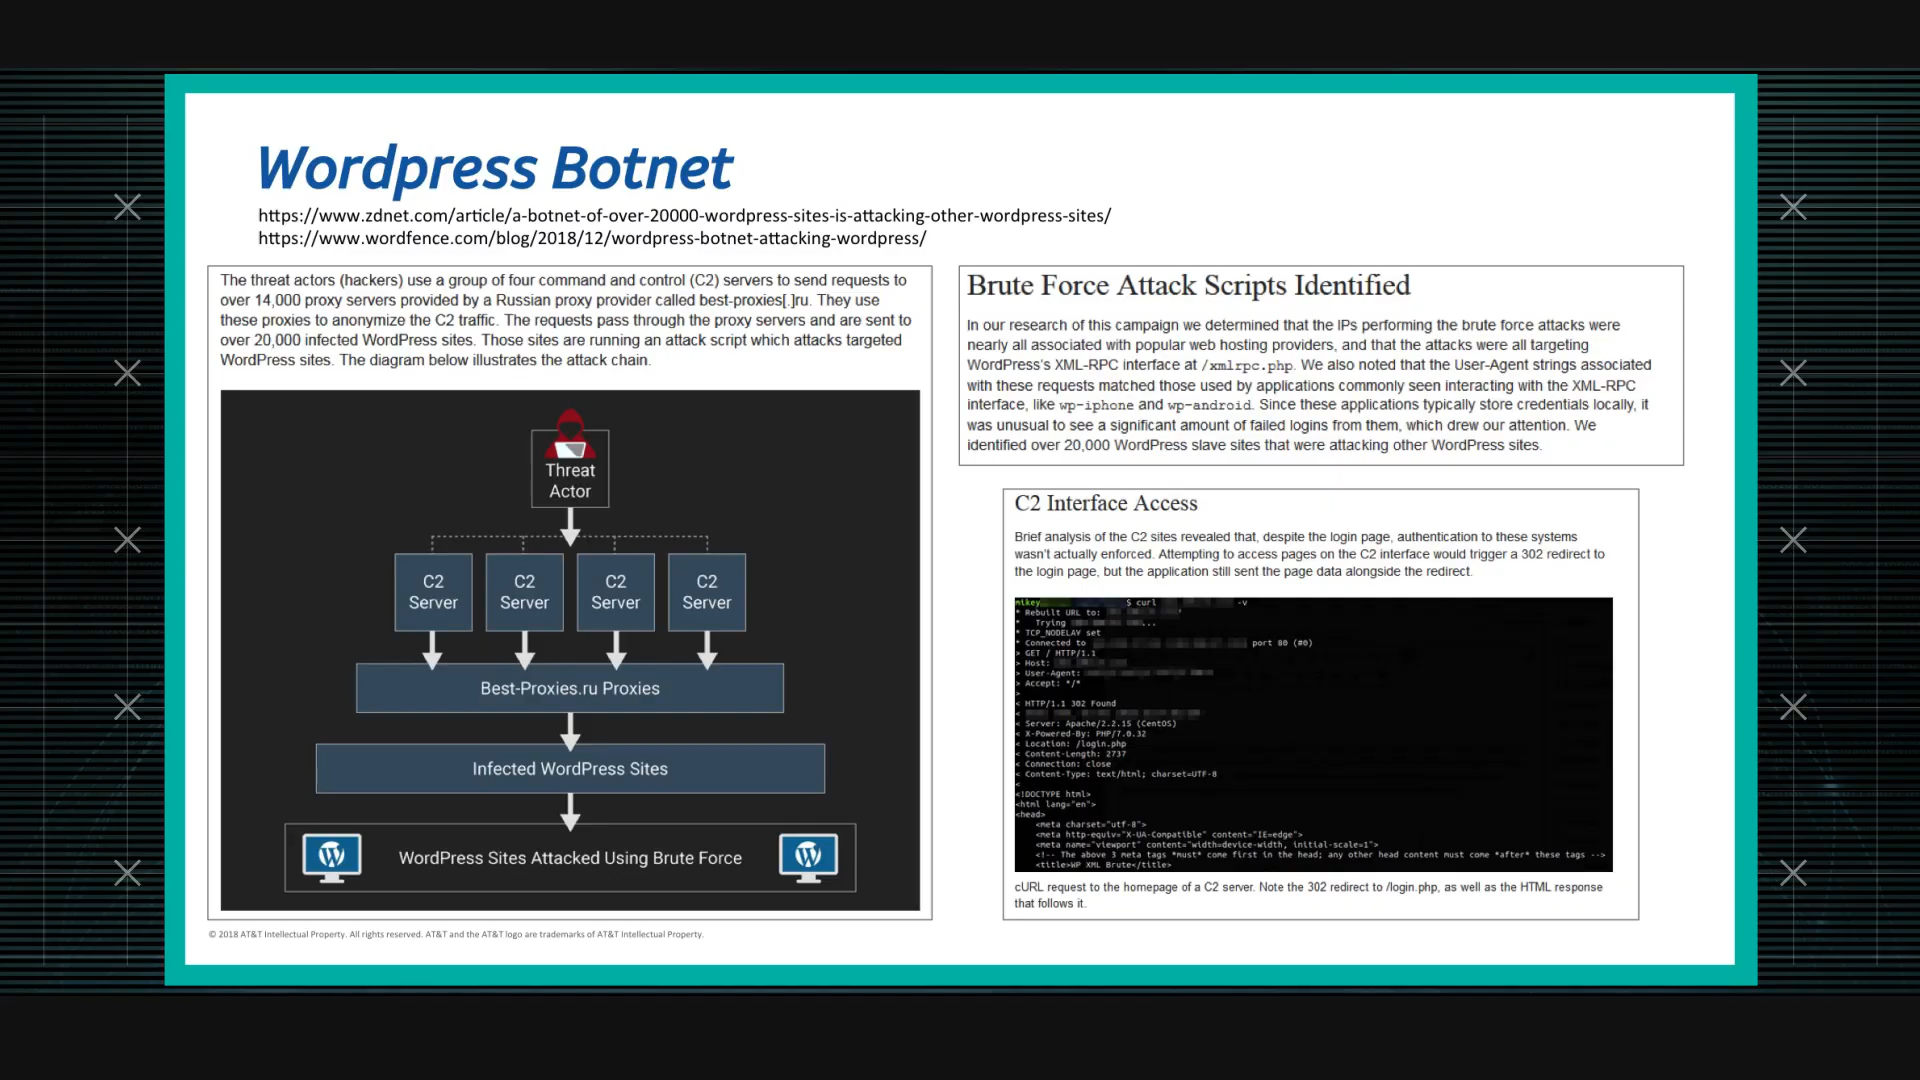 Wordpress Botnet
https://www.zdnet.com/article/a-botnet-of-over-20000-wordpress-sites-is-attacking-other-wordpress-sites/
https://www.wordfence.com/blog/2018/12/wordpress-botnet-attacking-wordpress/
The threat actors (hackers) use a group of four command and control (C2) servers to send requests to
over 14,000 proxy servers provided by a Russian proxy provider called best-proxies[.]ru. They use
these proxies to anonymize the C2 traffic. The requests pass through the proxy servers and are sent to
over 20,000 infected WordPress sites. Those sites are running an attack script which attacks targeted
WordPress sites. The diagram below illustrates the attack chain.
Threat
Actor
C2
Server
C2
Server
C2
Server
C2
Server
Best-Proxies.ru Proxies
Infected WordPress Sites
WordPress Sites Attacked Using Brute Force
Brute Force Attack Scripts Identified
In our research of this campaign we determined that the IPs performing the brute force attacks were
nearly all associated with popular web hosting providers, and that the attacks were all targeting
WordPress's XML-RPC interface at /xmlrpc.php. We also noted that the User-Agent strings associated
with these requests matched those used by applications commonly seen interacting with the XML-RPC
interface, like wp-iphone and wp-android. Since these applications typically store credentials locally, it
was unusual to see a significant amount of failed logins from them, which drew our attention. We
identified over 20,000 WordPress slave sites that were attacking other WordPress sites.
C2 Interface Access
Brief analysis of the C2 sites revealed that, despite the login page, authentication to these systems
wasn't actually enforced. Attempting to access pages on the C2 interface would trigger a 302 redirect to
the login page, but the application still sent the page data alongside the redirect.
mikey $ curl -v
* Rebuilt URL to: '
* Trying ...
* TCP_NODELAY set
* Connected to port 80 (#0)
> GET / HTTP/1.1
> Host:
> User-Agent:
> Accept: */*
>
< HTTP/1.1 302 Found
<
< Server: Apache/2.2.15 (CentOS)
< X-Powered-By: PHP/7.0.32
< Location: /login.php
< Content-Length: 2737
< Connection: close
< Content-Type: text/html; charset=UTF-8
<
<!DOCTYPE html>
<html lang="en">
<head>
<meta charset="utf-8">
<meta http-equiv="X-UA-Compatible" content="IE=edge">
<meta name="viewport" content="width=device-width, initial-scale=1">
<!-- The above 3 meta tags *must* come first in the head; any other head content must come *after* these tags -->
<title>WP XML Brute</title>
cURL request to the homepage of a C2 server. Note the 302 redirect to /login.php, as well as the HTML response
that follows it.
© 2018 AT&T Intellectual Property. All rights reserved. AT&T and the AT&T logo are trademarks of AT&T Intellectual Property.